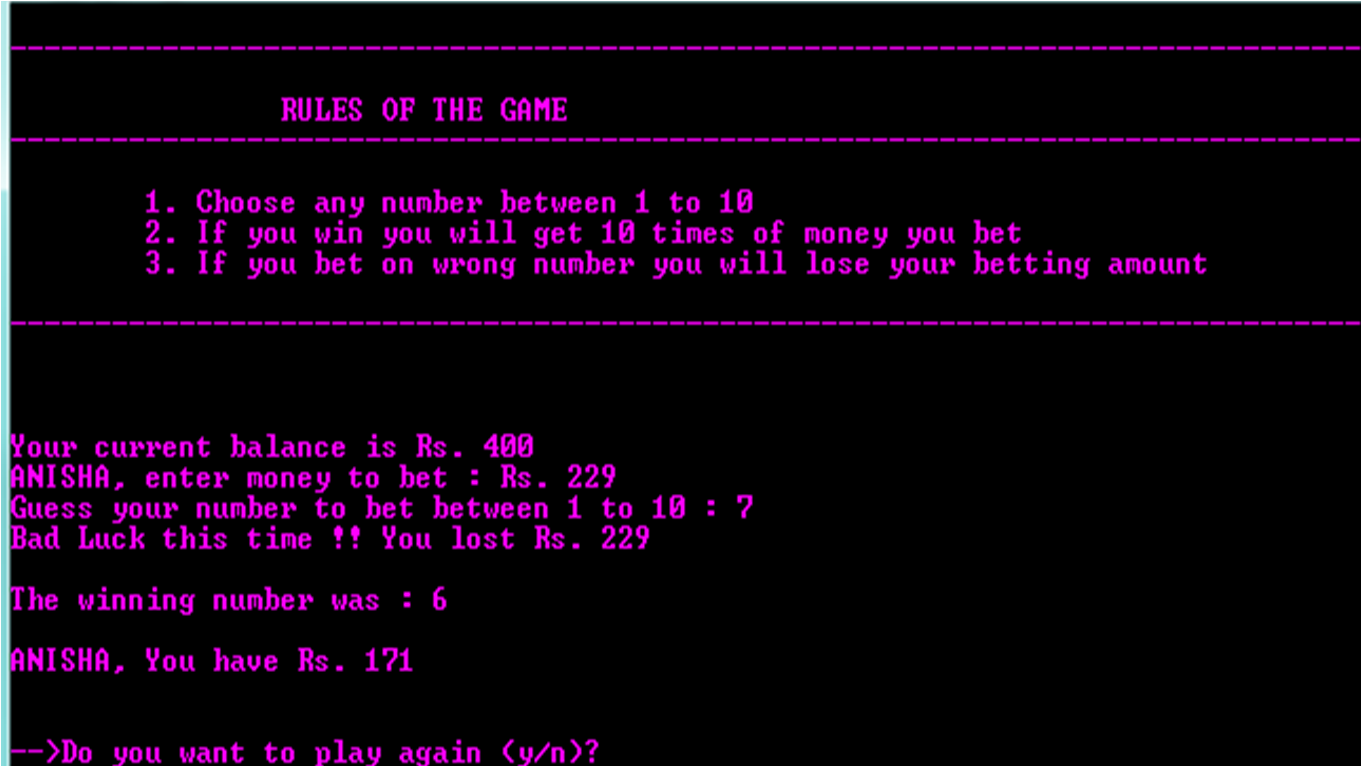 RULES OF THE GAME
1. Choose any number between 1 to 10
2. If you win you will get 10 times of money you bet
3. If you bet on wrong number you will lose your betting amount
Your current balance is Rs. 400
ANISHA, enter money to bet : Rs. 229
Guess your number to bet between 1 to 10 : 7
Bad Luck this time !! You lost Rs. 229
The winning number was : 6
ANISHA, You have Rs. 171
-->Do you want to play again (y/n)?